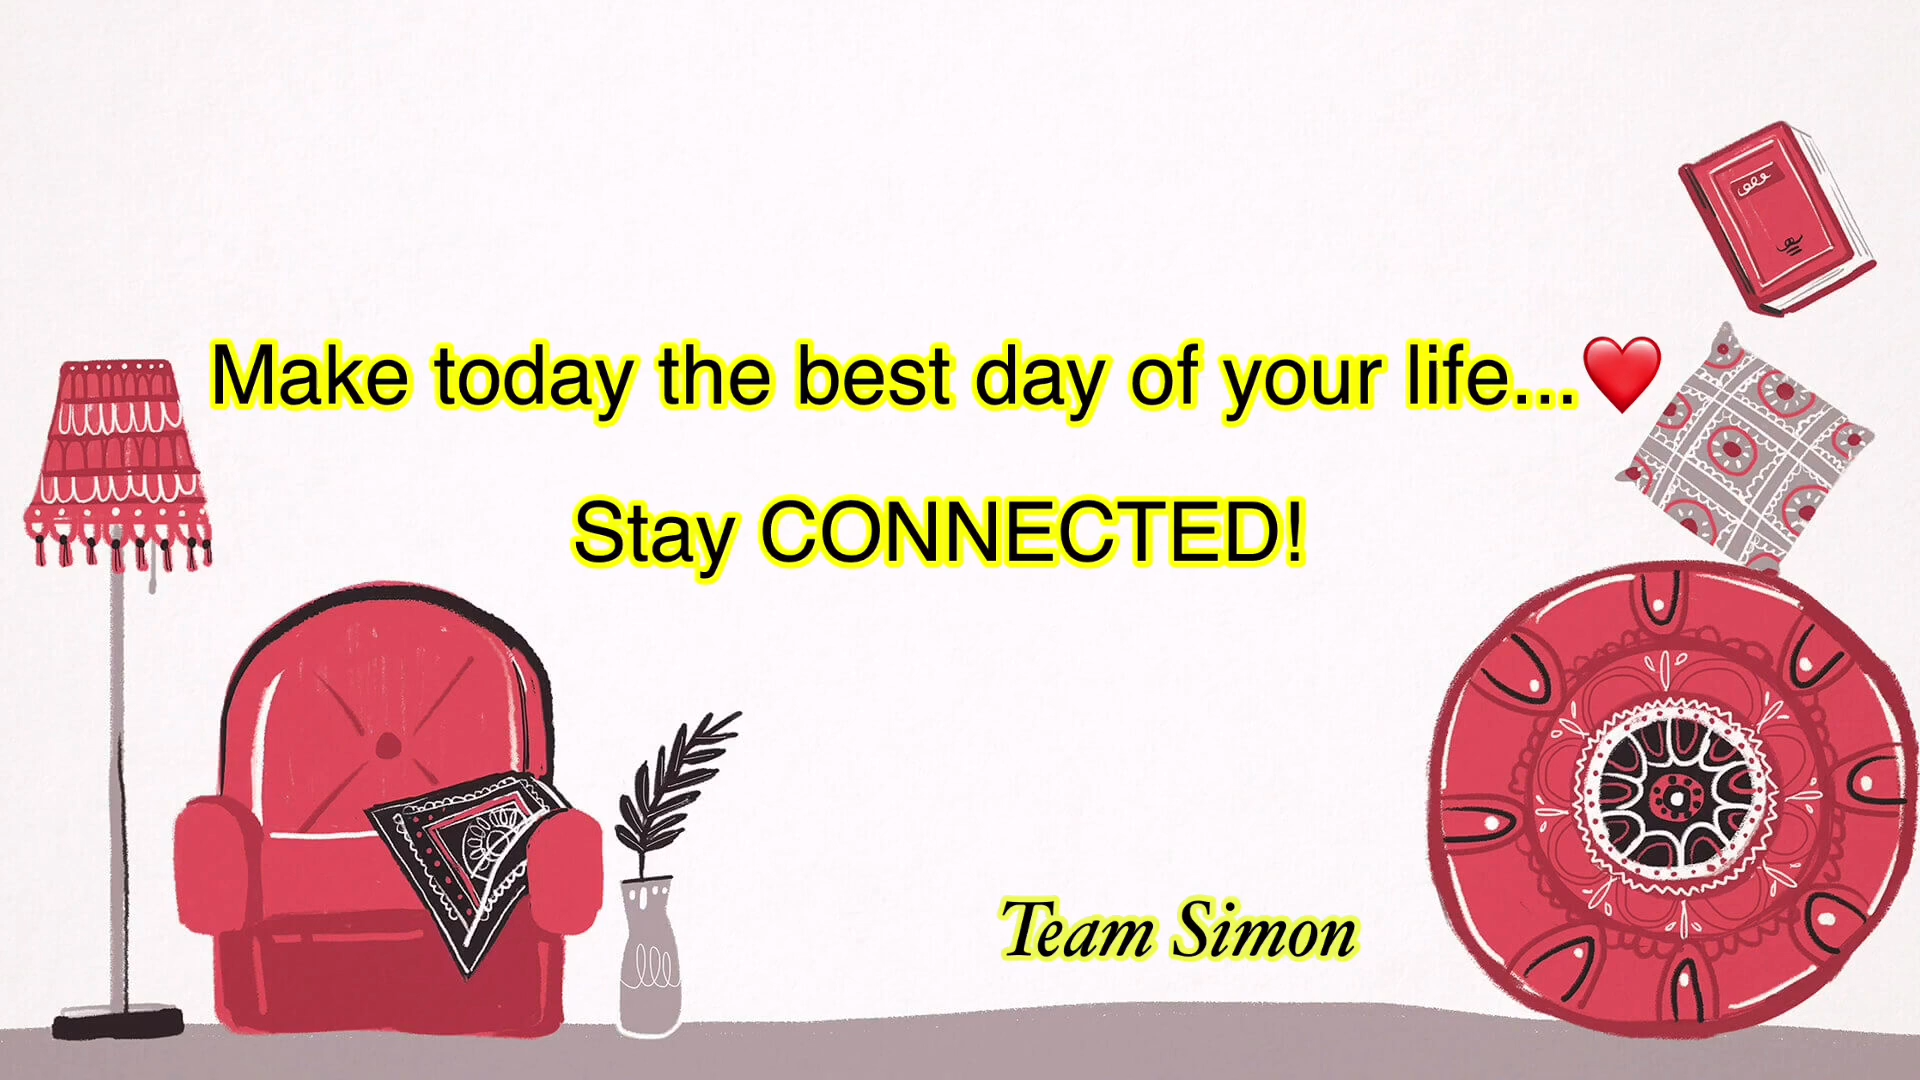 Make today the best day of your life...❤️
Stay CONNECTED!
Team Simon